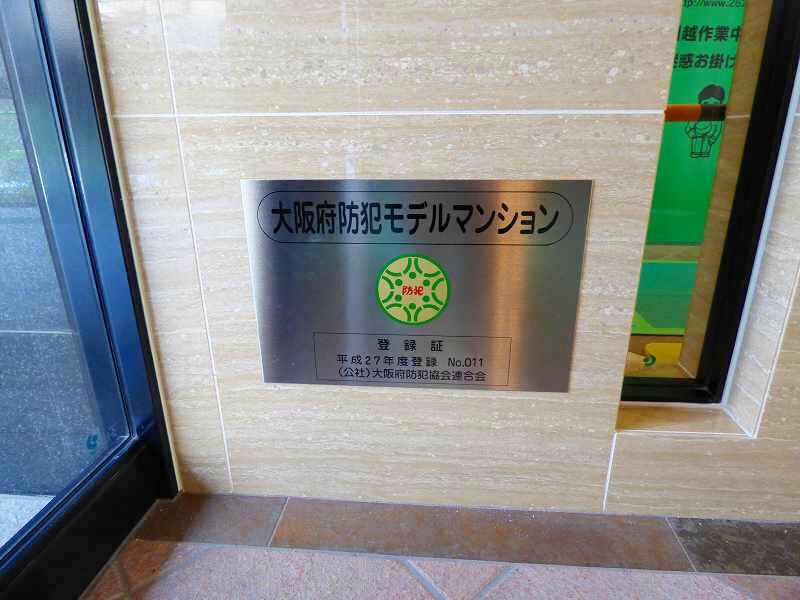 大阪府防犯モデルマンション
防犯
登録証
平成27年度登録 No.011
(公社)大阪府防犯協会連合会
越作業中
惑お掛け